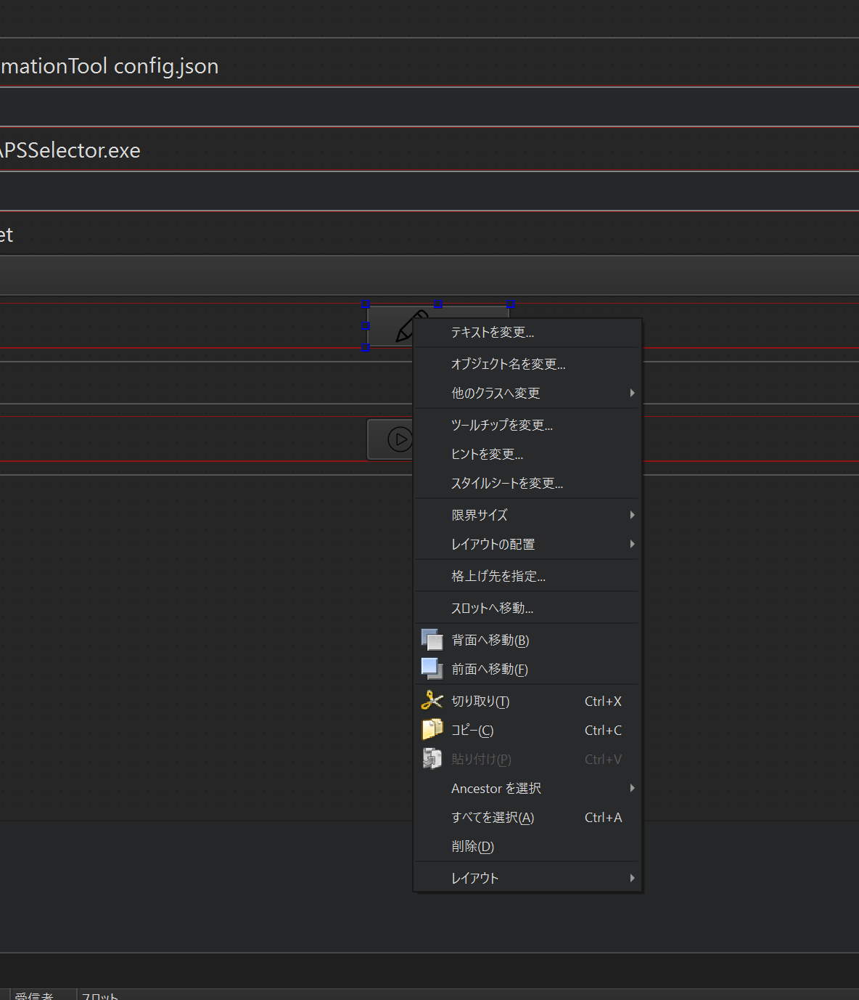 mationTool config.json
APSSelector.exe
et
テキストを変更...
オブジェクト名を変更...
他のクラスへ変更
ツールチップを変更...
ヒントを変更...
スタイルシートを変更...
限界サイズ
レイアウトの配置
格上げ先を指定...
スロットへ移動...
背面へ移動(B)
前面へ移動(F)
切り取り(T) Ctrl+X
コピー(C) Ctrl+C
貼り付け(P) Ctrl+V
Ancestor を選択
すべてを選択(A) Ctrl+A
削除(D)
レイアウト
受信者 スロット